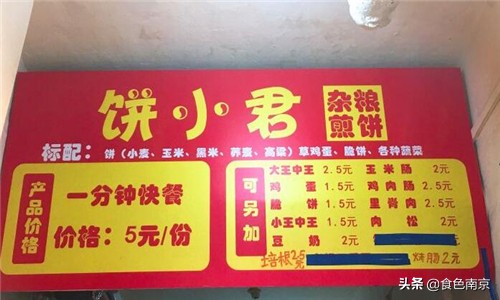 饼小君 杂粮煎饼
标配：饼（小麦、玉米、黑米、荞麦、高粱）草鸡蛋、脆饼、各种蔬菜
产品价格
一分钟快餐
价格：5元/份
可另加
大王中王 2.5元 玉米肠 2元
鸡蛋 1.5元 鸡肉肠 2.5元
脆饼 1.5元 里脊肉 2.5元
小王中王 1.5元 肉松 2元
豆奶 2元
培根2.5元 烤肠2元
头条 @食色南京